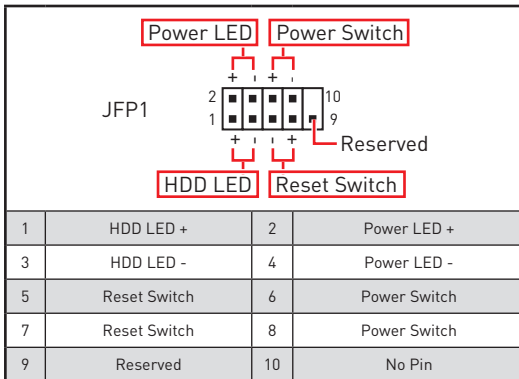 Power LED Power Switch
+ - + -
JFP1
2 10
1 9
+ - - +
Reserved
HDD LED Reset Switch
1 HDD LED + 2 Power LED +
3 HDD LED - 4 Power LED -
5 Reset Switch 6 Power Switch
7 Reset Switch 8 Power Switch
9 Reserved 10 No Pin